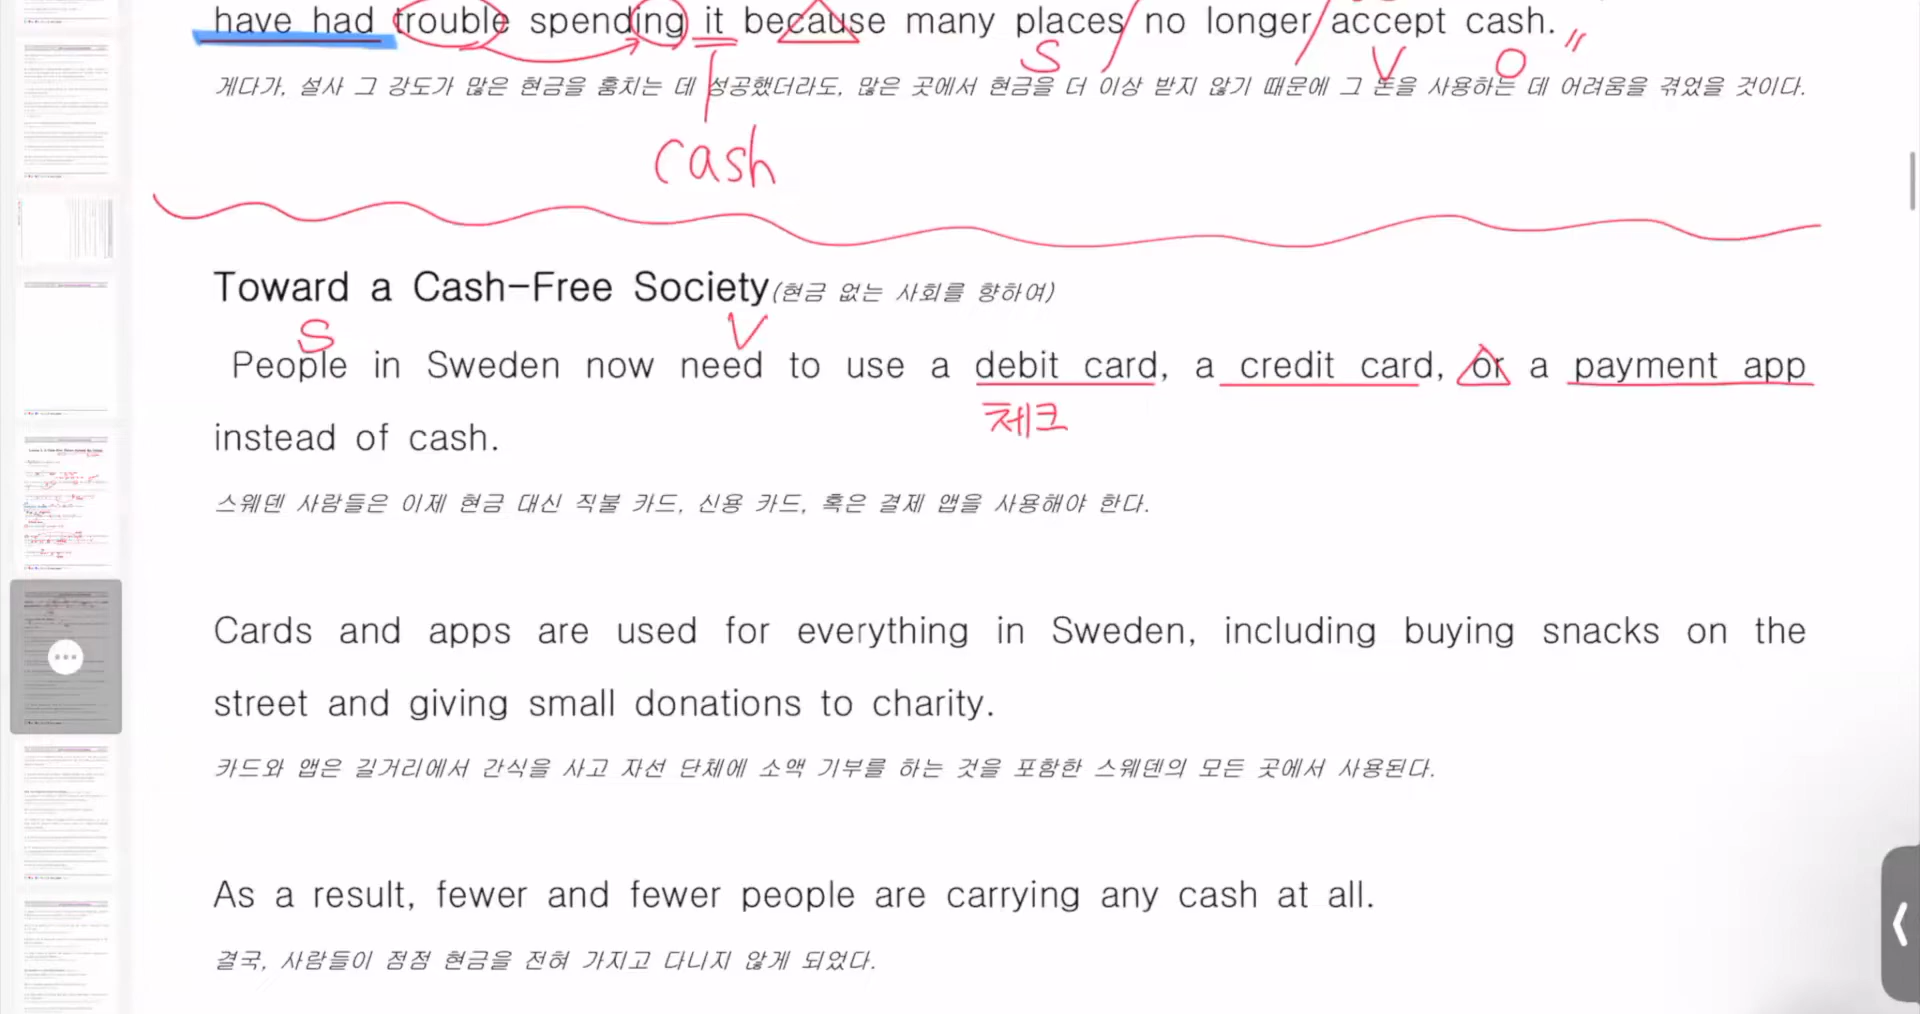 have had trouble spending it because many places no longer accept cash.
S
V
O
게다가, 설사 그 강도가 많은 현금을 훔치는 데 성공했더라도, 많은 곳에서 현금을 더 이상 받지 않기 때문에 그 돈을 사용하는 데 어려움을 겪었을 것이다.
cash
Toward a Cash-Free Society(현금 없는 사회를 향하여)
S
V
People in Sweden now need to use a debit card, a credit card, or a payment app
체크
instead of cash.
스웨덴 사람들은 이제 현금 대신 직불 카드, 신용 카드, 혹은 결제 앱을 사용해야 한다.
Cards and apps are used for everything in Sweden, including buying snacks on the
street and giving small donations to charity.
카드와 앱은 길거리에서 간식을 사고 자선 단체에 소액 기부를 하는 것을 포함한 스웨덴의 모든 곳에서 사용된다.
As a result, fewer and fewer people are carrying any cash at all.
결국, 사람들이 점점 현금을 전혀 가지고 다니지 않게 되었다.